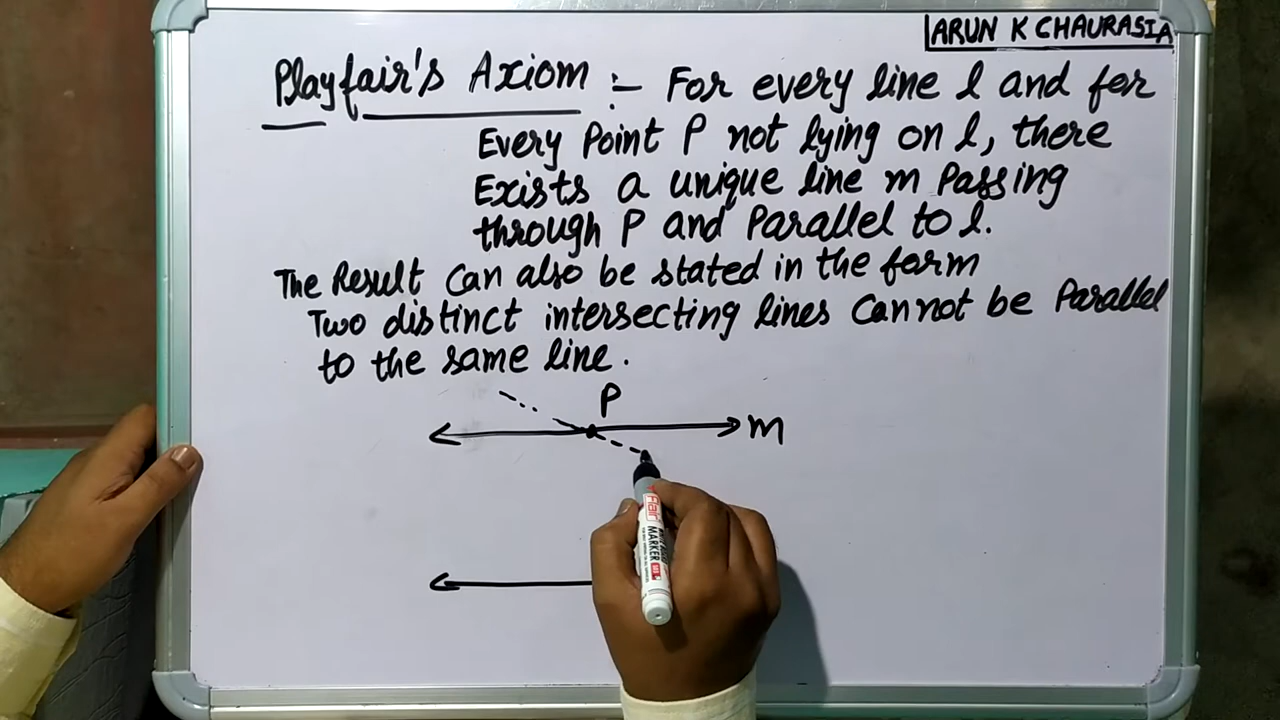 ARUN K CHAURASIA
Playfair's Axiom :- For every line l and for
Every Point P not lying on l, there
Exists a unique line m Passing
through P and Parallel to l.
The Result Can also be stated in the form
Two distinct intersecting lines Cannot be Parallel
to the same line.
P
m
Flair
MARKER